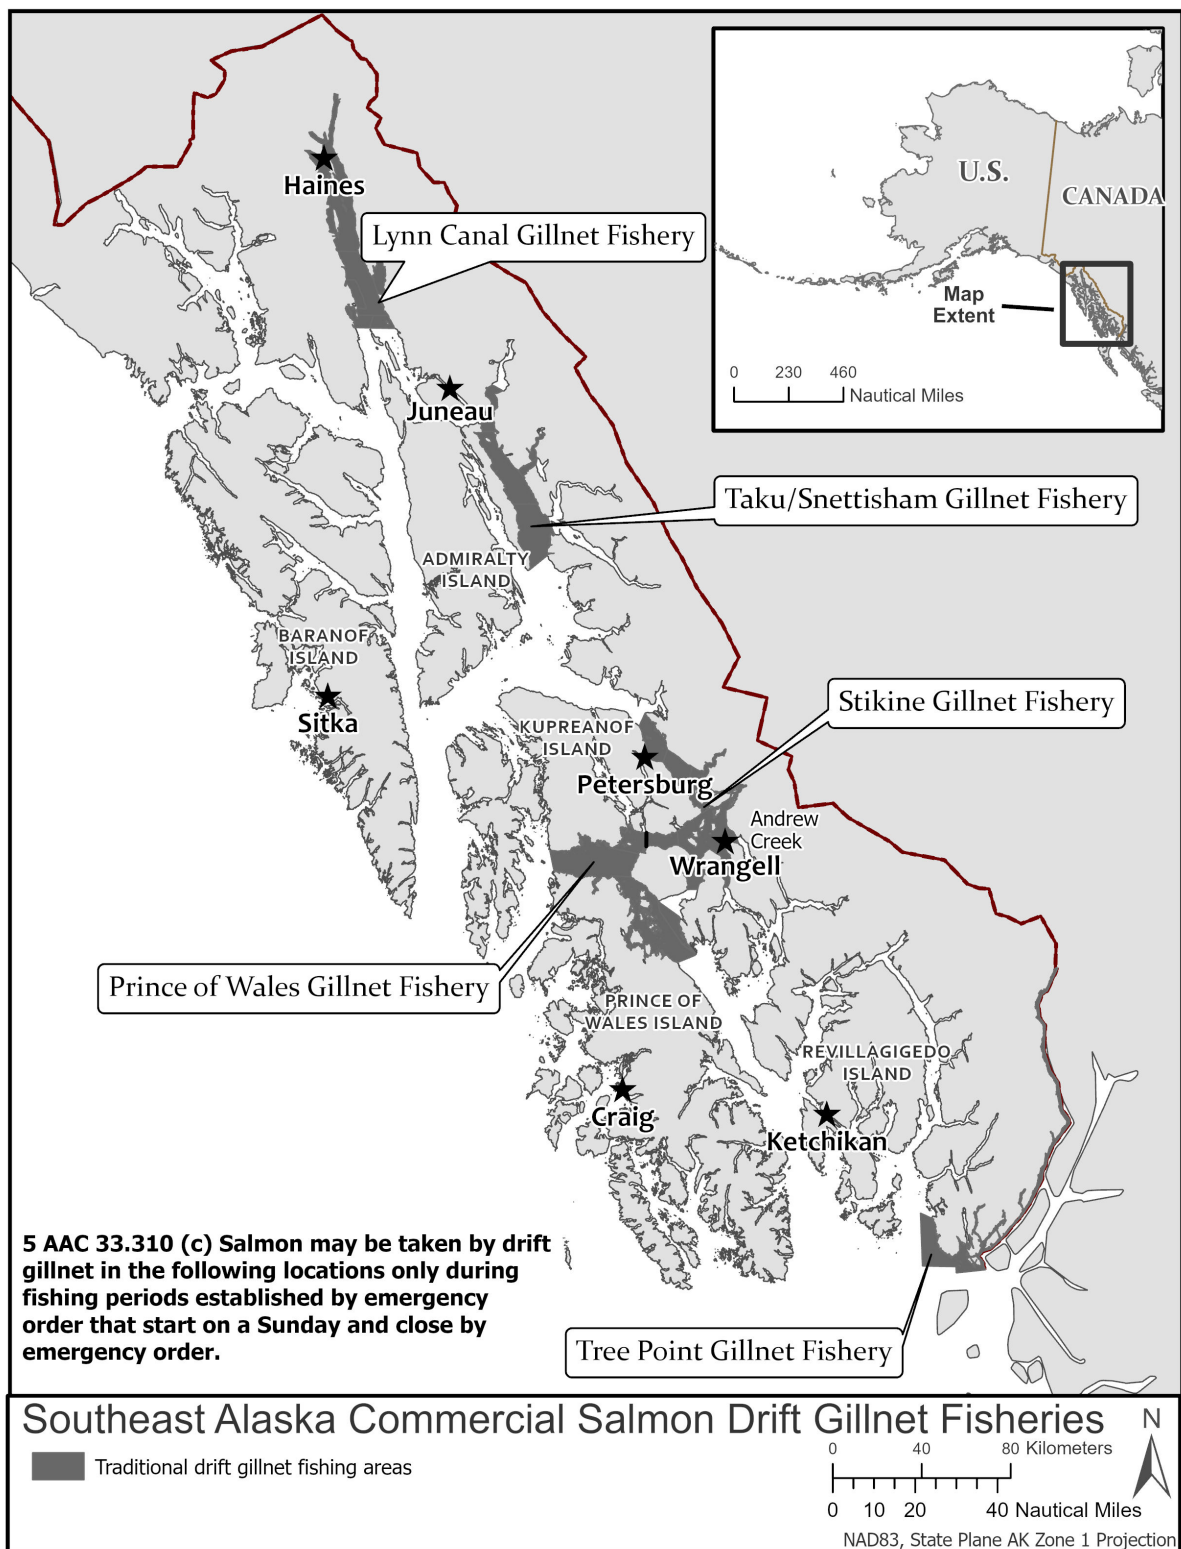 Haines
Lynn Canal Gillnet Fishery
U.S.
CANADA
Map
Extent
0 230 460
Nautical Miles
Juneau
Taku/Snettisham Gillnet Fishery
ADMIRALTY
ISLAND
BARANOF
ISLAND
Sitka
Stikine Gillnet Fishery
KUPREANOF
ISLAND
Petersburg
Andrew
Creek
Wrangell
Prince of Wales Gillnet Fishery
PRINCE OF
WALES ISLAND
REVILLAGIGEDO
ISLAND
Craig
Ketchikan
5 AAC 33.310 (c) Salmon may be taken by drift
gillnet in the following locations only during
fishing periods established by emergency
order that start on a Sunday and close by
emergency order.
Tree Point Gillnet Fishery
Southeast Alaska Commercial Salmon Drift Gillnet Fisheries
N
Traditional drift gillnet fishing areas
0 40 80 Kilometers
0 10 20 40 Nautical Miles
NAD83, State Plane AK Zone 1 Projection